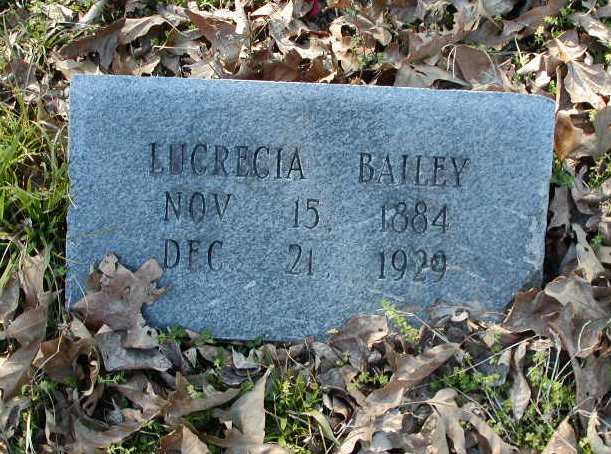 LUCRECIA BAILEY
NOV 15, 1884
DEC 21, 1929